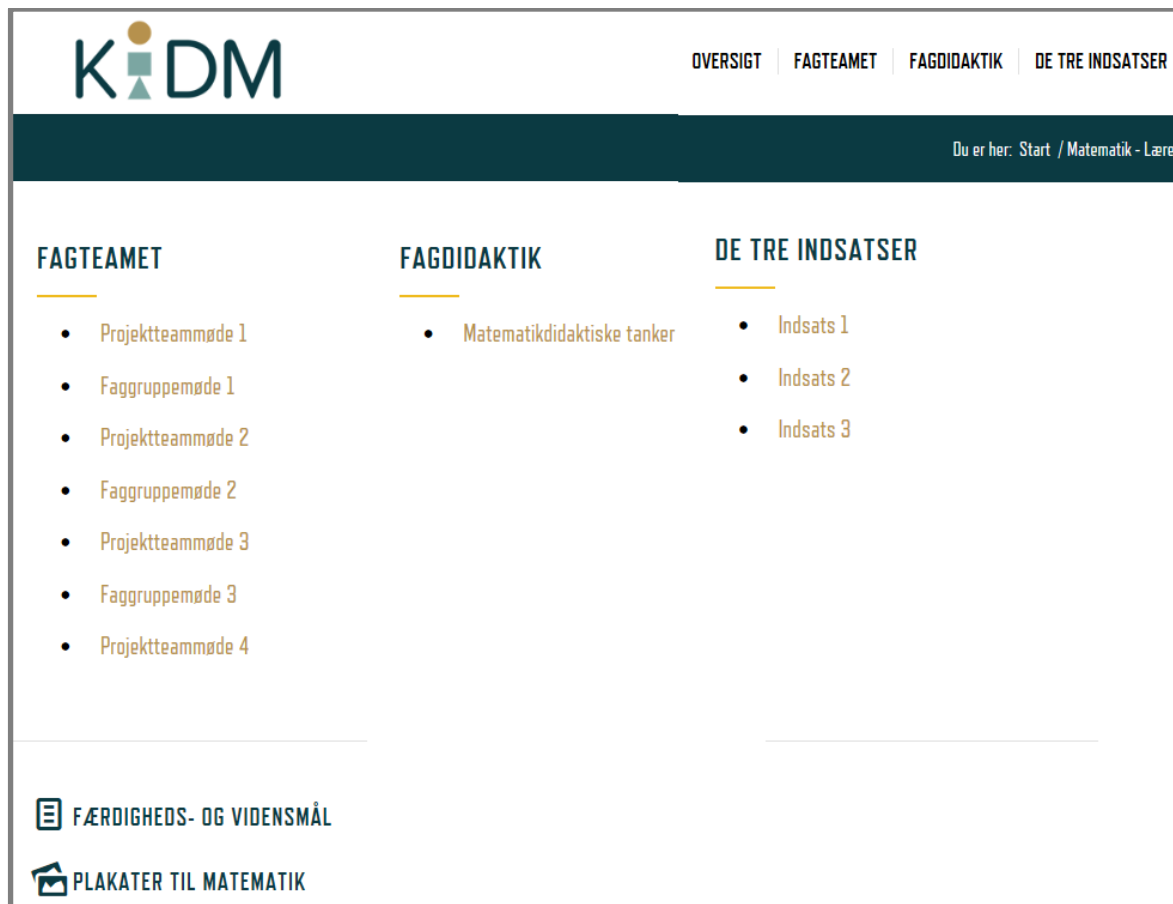 KiDM
OVERSIGT FAGTEAMET FAGDIDAKTIK DE TRE INDSATSER
Du er her: Start / Matematik - Lære
FAGTEAMET
Projektteammøde 1
Faggruppemøde 1
Projektteammøde 2
Faggruppemøde 2
Projektteammøde 3
Faggruppemøde 3
Projektteammøde 4
FAGDIDAKTIK
Matematikdidaktiske tanker
DE TRE INDSATSER
Indsats 1
Indsats 2
Indsats 3
FÆRDIGHEDS- OG VIDENSMÅL
PLAKATER TIL MATEMATIK